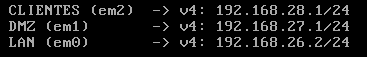 CLIENTES (em2) -> v4: 192.168.28.1/24
DMZ (em1) -> v4: 192.168.27.1/24
LAN (em0) -> v4: 192.168.26.2/24